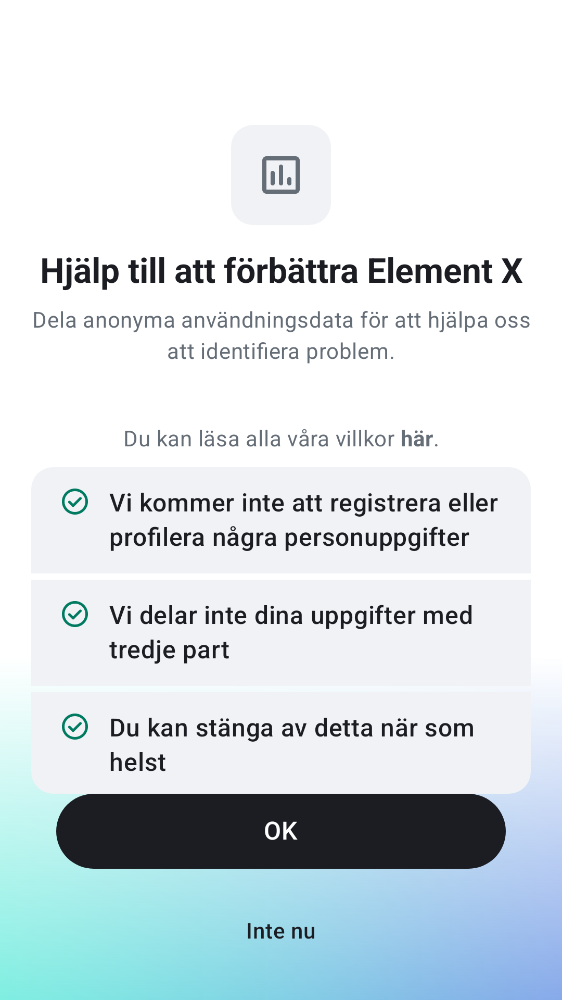 Hjälp till att förbättra Element X
Dela anonyma användningsdata för att hjälpa oss
att identifiera problem.
Du kan läsa alla våra villkor här.
Vi kommer inte att registrera eller
profilera några personuppgifter
Vi delar inte dina uppgifter med
tredje part
Du kan stänga av detta när som
helst
OK
Inte nu